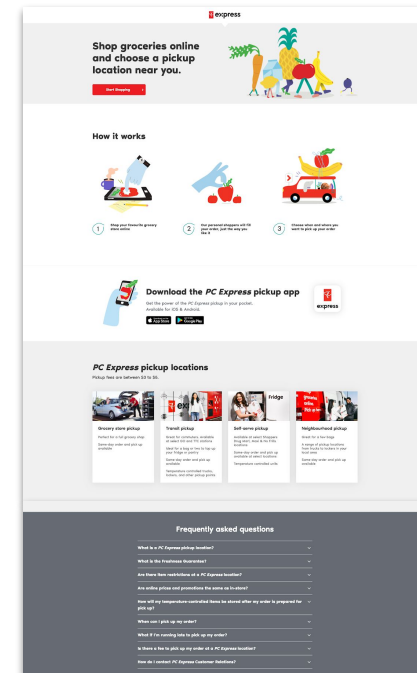 express
Shop groceries online
and choose a pickup
location near you.
Start Shopping
How it works
1
Shop your favourite grocery
store online
2
Our personal shoppers will fill
your order, just the way you
like it
3
Choose when and where you
want to pick up your order
Download the PC Express pickup app
Get the power of the PC Express pickup in your pocket.
Available for iOS & Android.
App Store
Google Play
express
PC Express pickup locations
Pickup fees are between $0 to $5.
Fridge
Grocery store pickup
Perfect for a full grocery shop
Same-day order and pick up
available
Transit pickup
Great for commuters. Available
at select GO and TTC stations
Ideal for a bag or two to top up
your fridge or pantry
Same-day order and pick up
available
Temperature controlled trucks,
lockers, and other pickup points
Self-serve pickup
Available at select Shoppers
Drug Mart, Real &
locations
Same-day order and pick up
available at select locations
Temperature controlled units
Neighbourhood pickup
Great for a few bags
A range of pickup locations
from trucks to lockers in your
local area
Same-day order and pick up
available
Frequently asked questions
What is a PC Express pickup location?
What is the Freshness Guarantee?
Are there item restrictions at a PC Express location?
Are online prices and promotions the same as in-store?
How will my temperature-controlled items be stored after my order is prepared for
pick up?
When can I pick up my order?
What if I'm running late to pick up my order?
Is there a fee to pick up my order at a PC Express location?
How do I contact PC Express Customer Relations?